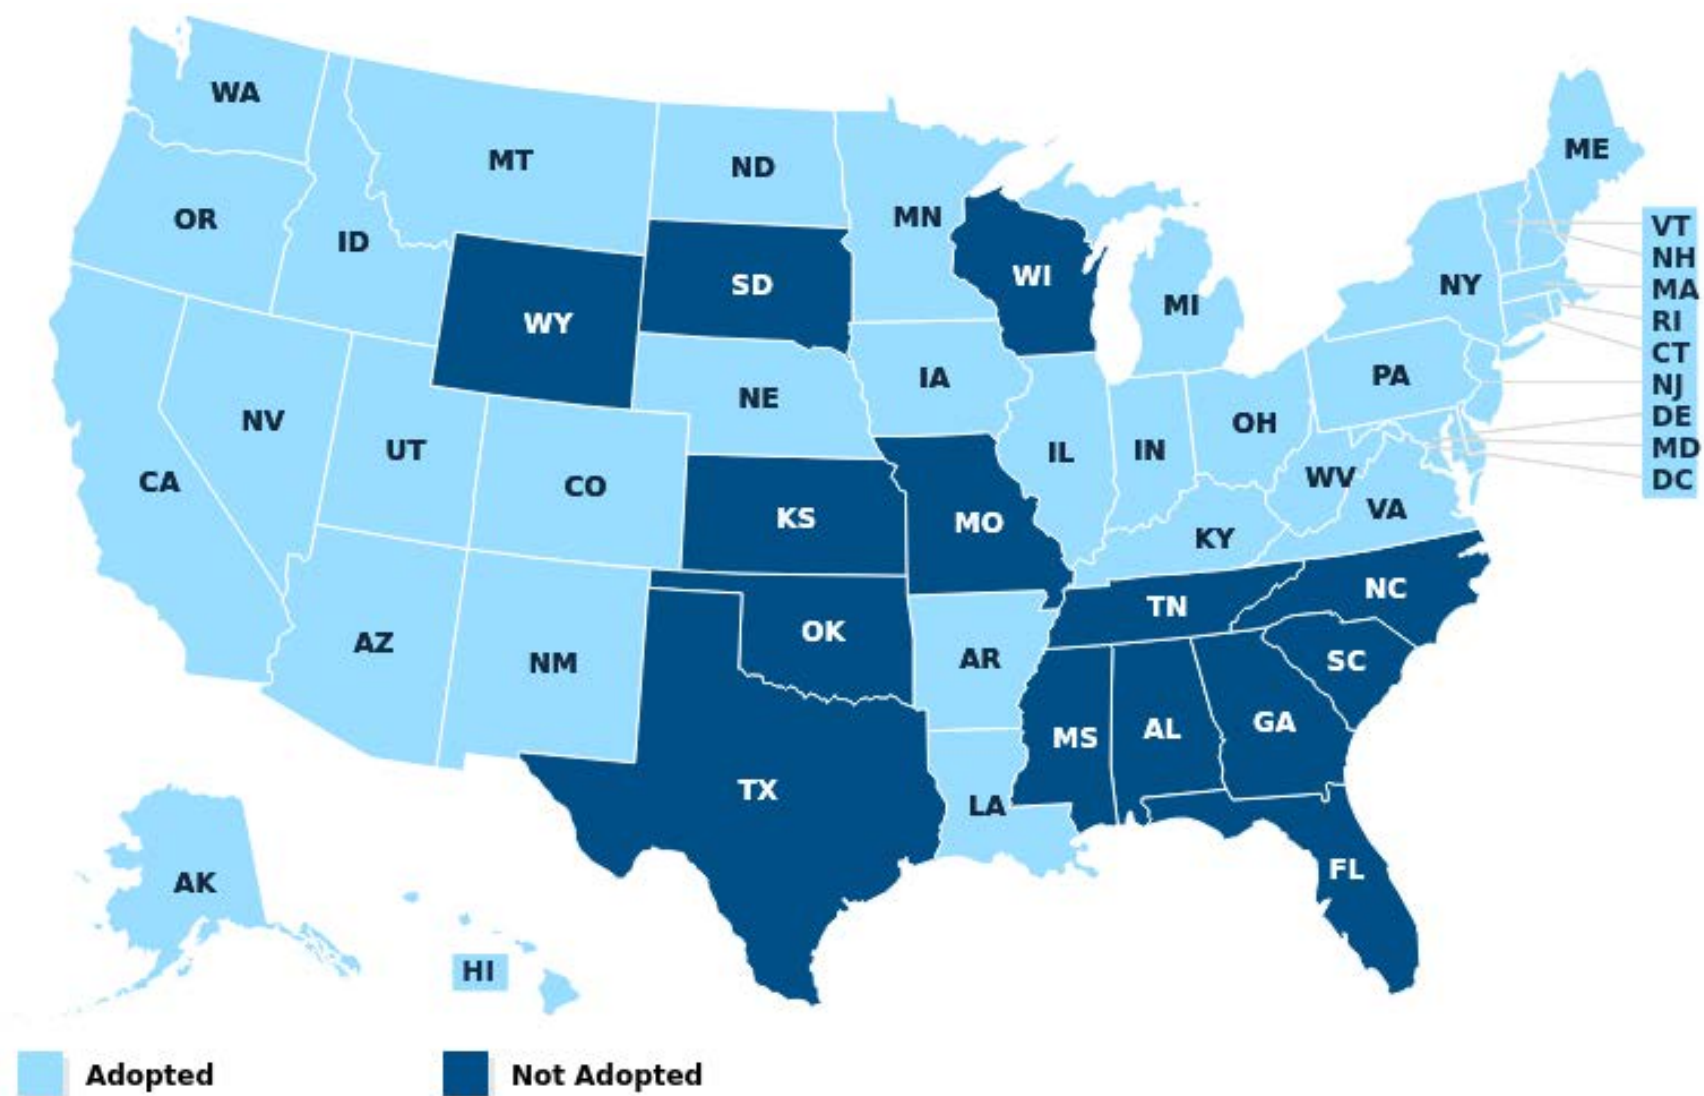 WA
MT
ND
ME
OR
ID
MN
VT
NH
MA
RI
CT
NJ
DE
MD
DC
WY
SD
WI
MI
NY
NE
IA
PA
NV
UT
CO
CA
IL
IN
OH
WV
VA
KS
MO
KY
AZ
NM
OK
AR
TN
NC
SC
TX
LA
MS
AL
GA
FL
AK
HI
Adopted
Not Adopted